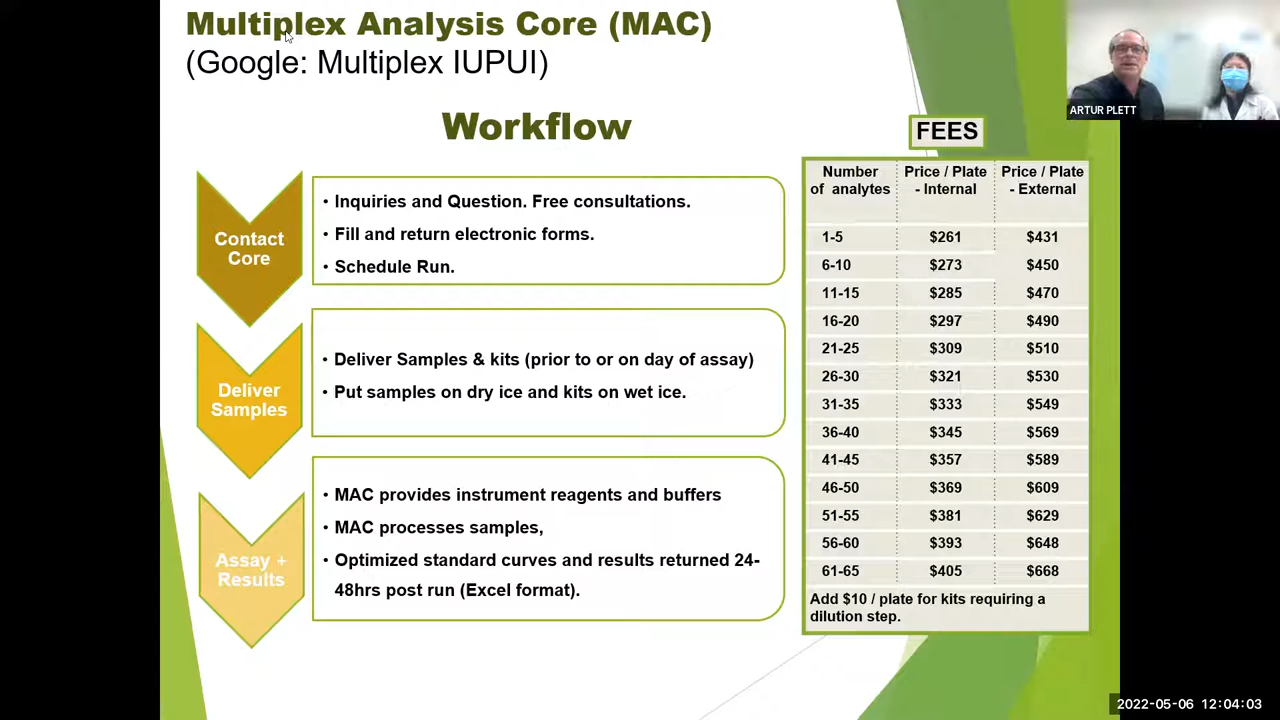 Multiplex Analysis Core (MAC)
(Google: Multiplex IUPUI)
ARTUR PLETT
Workflow
Contact
Core
• Inquiries and Question. Free consultations.
• Fill and return electronic forms.
• Schedule Run.
Deliver
Samples
• Deliver Samples & kits (prior to or on day of assay)
• Put samples on dry ice and kits on wet ice.
Assay +
Results
• MAC provides instrument reagents and buffers
• MAC processes samples,
• Optimized standard curves and results returned 24-
48hrs post run (Excel format).
FEES
Number Price / Plate Price / Plate
of analytes - Internal - External
1-5 $261 $431
6-10 $273 $450
11-15 $285 $470
16-20 $297 $490
21-25 $309 $510
26-30 $321 $530
31-35 $333 $549
36-40 $345 $569
41-45 $357 $589
46-50 $369 $609
51-55 $381 $629
56-60 $393 $648
61-65 $405 $668
Add $10 / plate for kits requiring a
dilution step.
2022-05-06 12:04:03